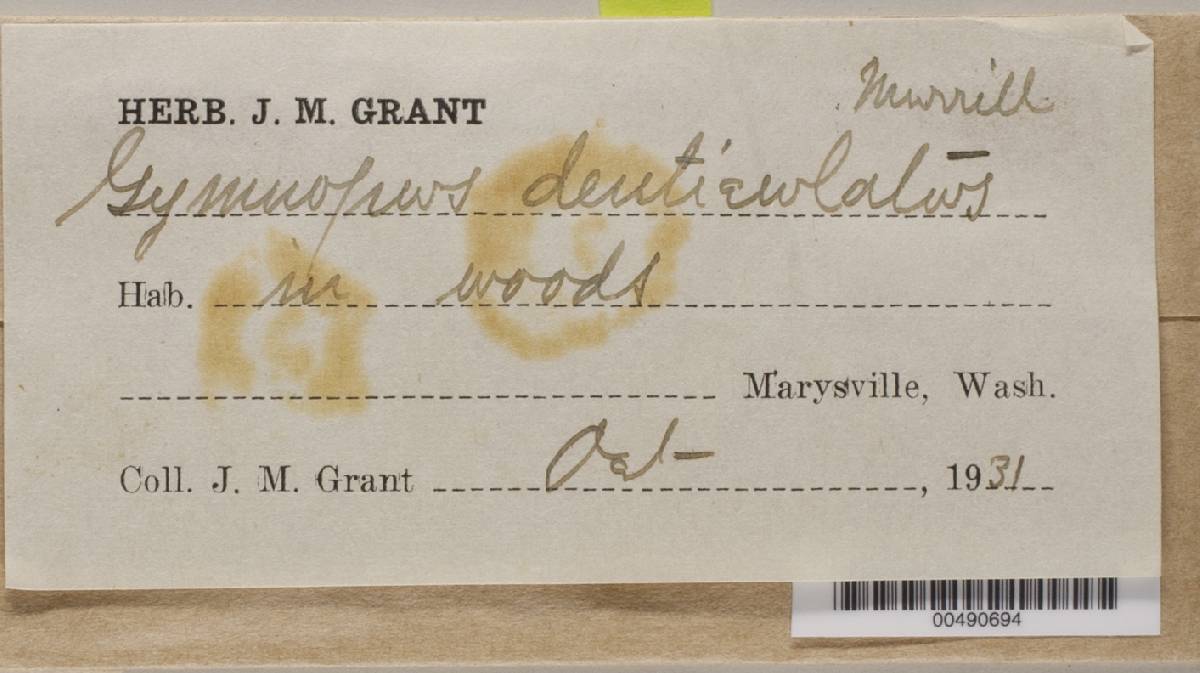 Murrill
HERB. J. M. GRANT
Gymnopus denticulatus
Hab. in woods
Marysville, Wash.
Coll. J. M. Grant Oct , 1931
00490694